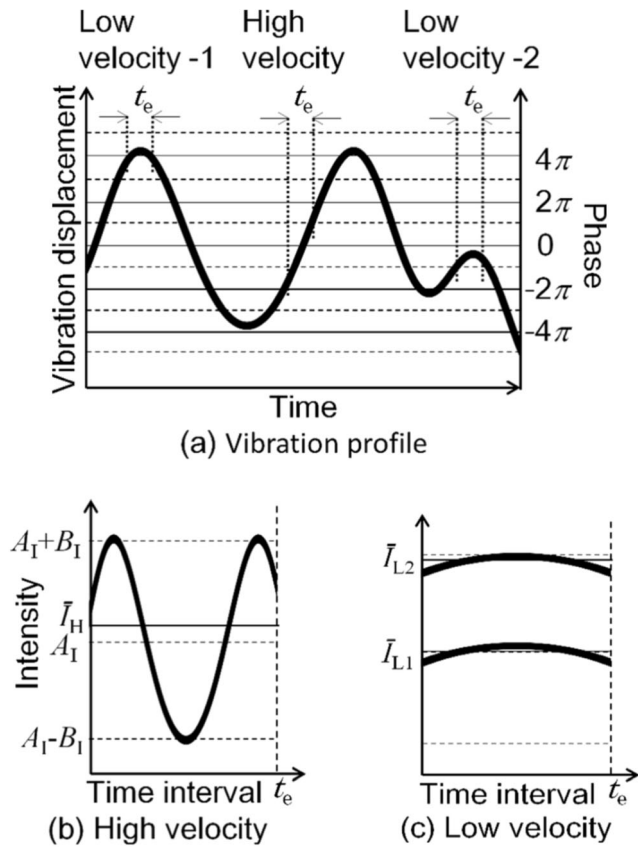 Low velocity -1
High velocity
Low velocity -2
t_e
t_e
t_e
Vibration displacement
4π
2π
0
-2π
-4π
Phase
Time
(a) Vibration profile
Intensity
A_I+B_I
Ī_H
A_I
A_I-B_I
Time interval t_e
(b) High velocity
Ī_L2
Ī_L1
Time interval t_e
(c) Low velocity